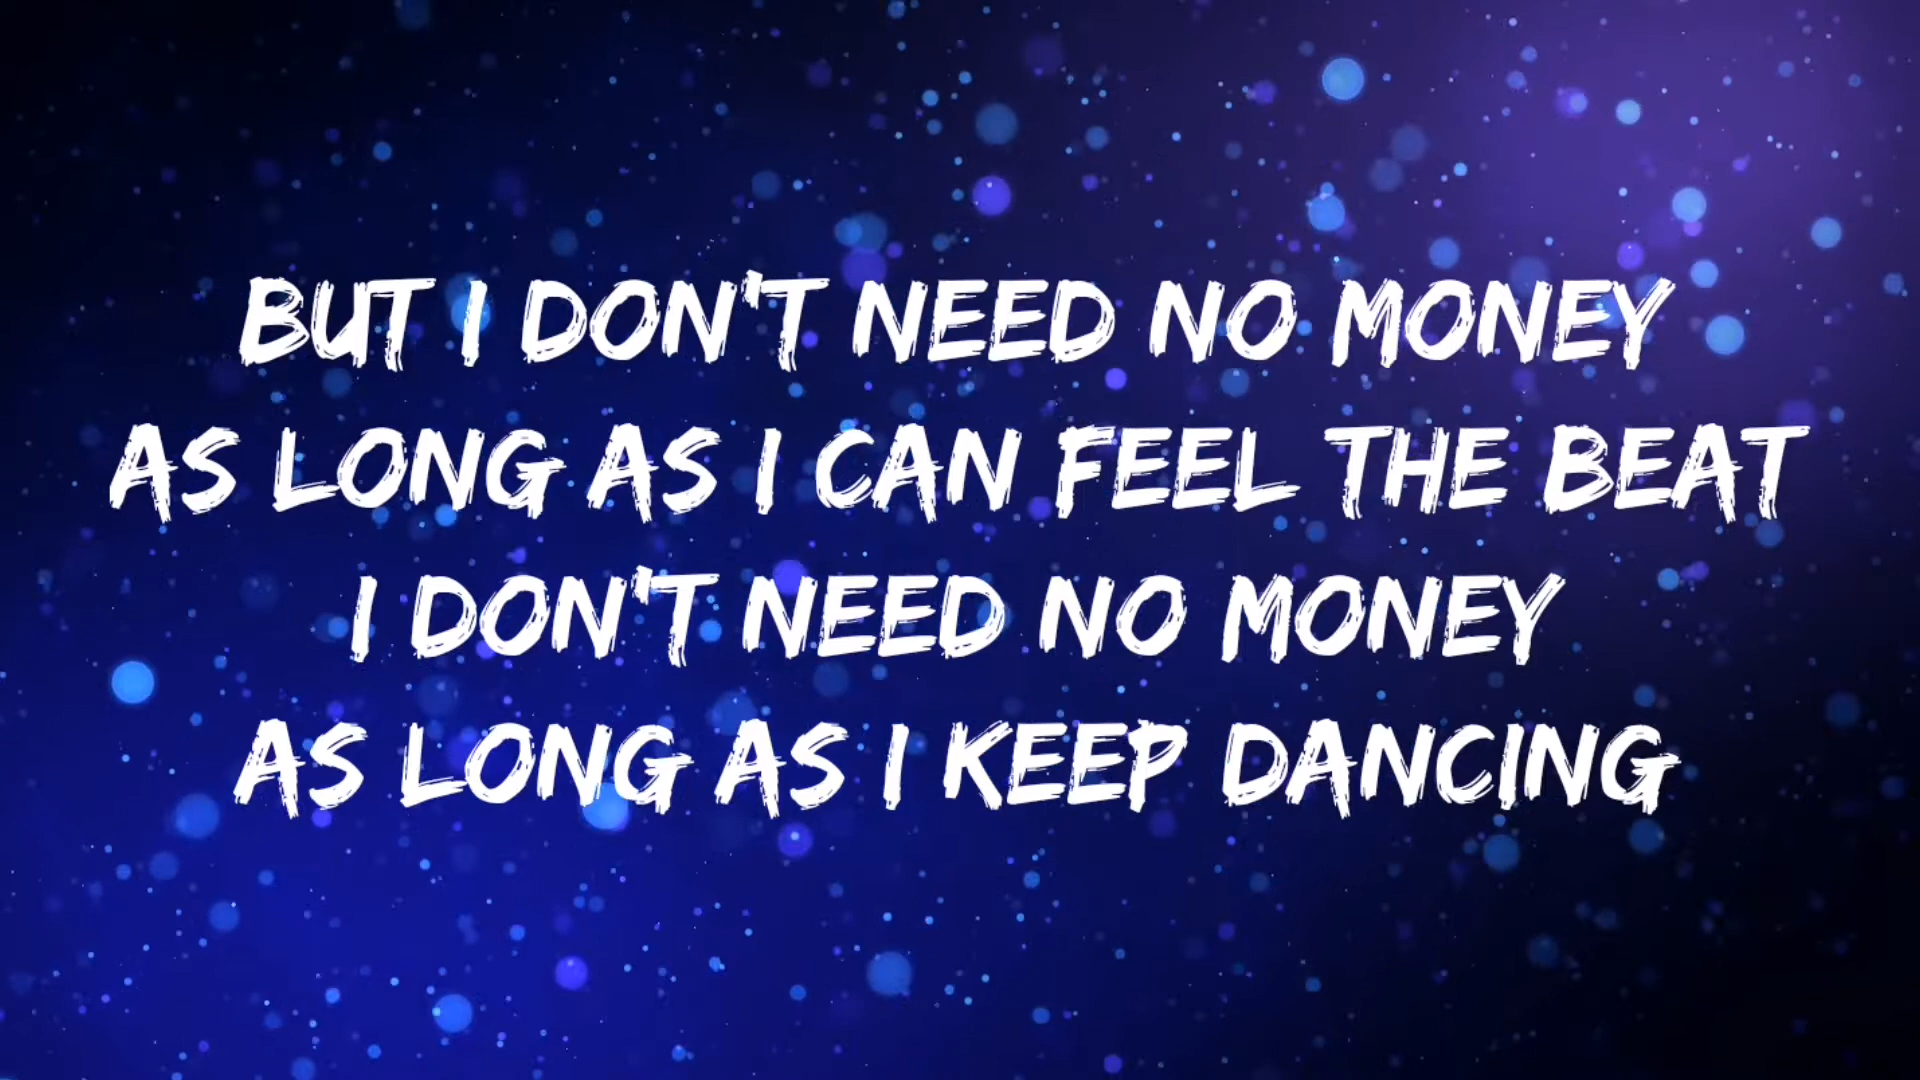 BUT I DON'T NEED NO MONEY
AS LONG AS I CAN FEEL THE BEAT
I DON'T NEED NO MONEY
AS LONG AS I KEEP DANCING